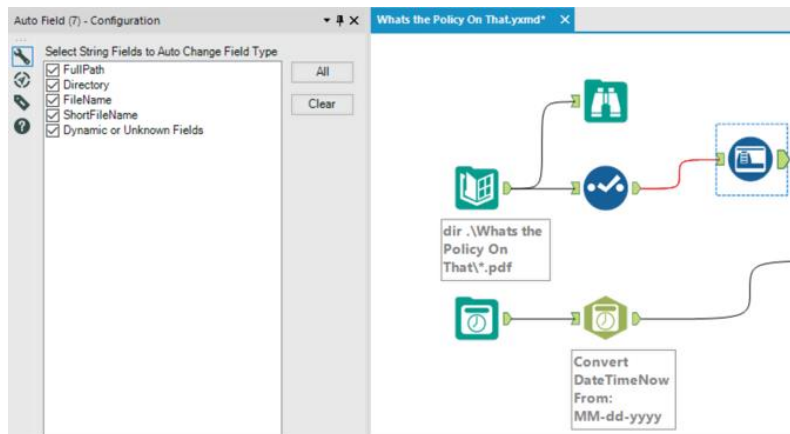 Auto Field (7) - Configuration
Select String Fields to Auto Change Field Type
FullPath
Directory
FileName
ShortFileName
Dynamic or Unknown Fields
All
Clear
Whats the Policy On That.yxmd*
dir .\Whats the
Policy On
That\*.pdf
Convert
DateTimeNow
From:
MM-dd-yyyy